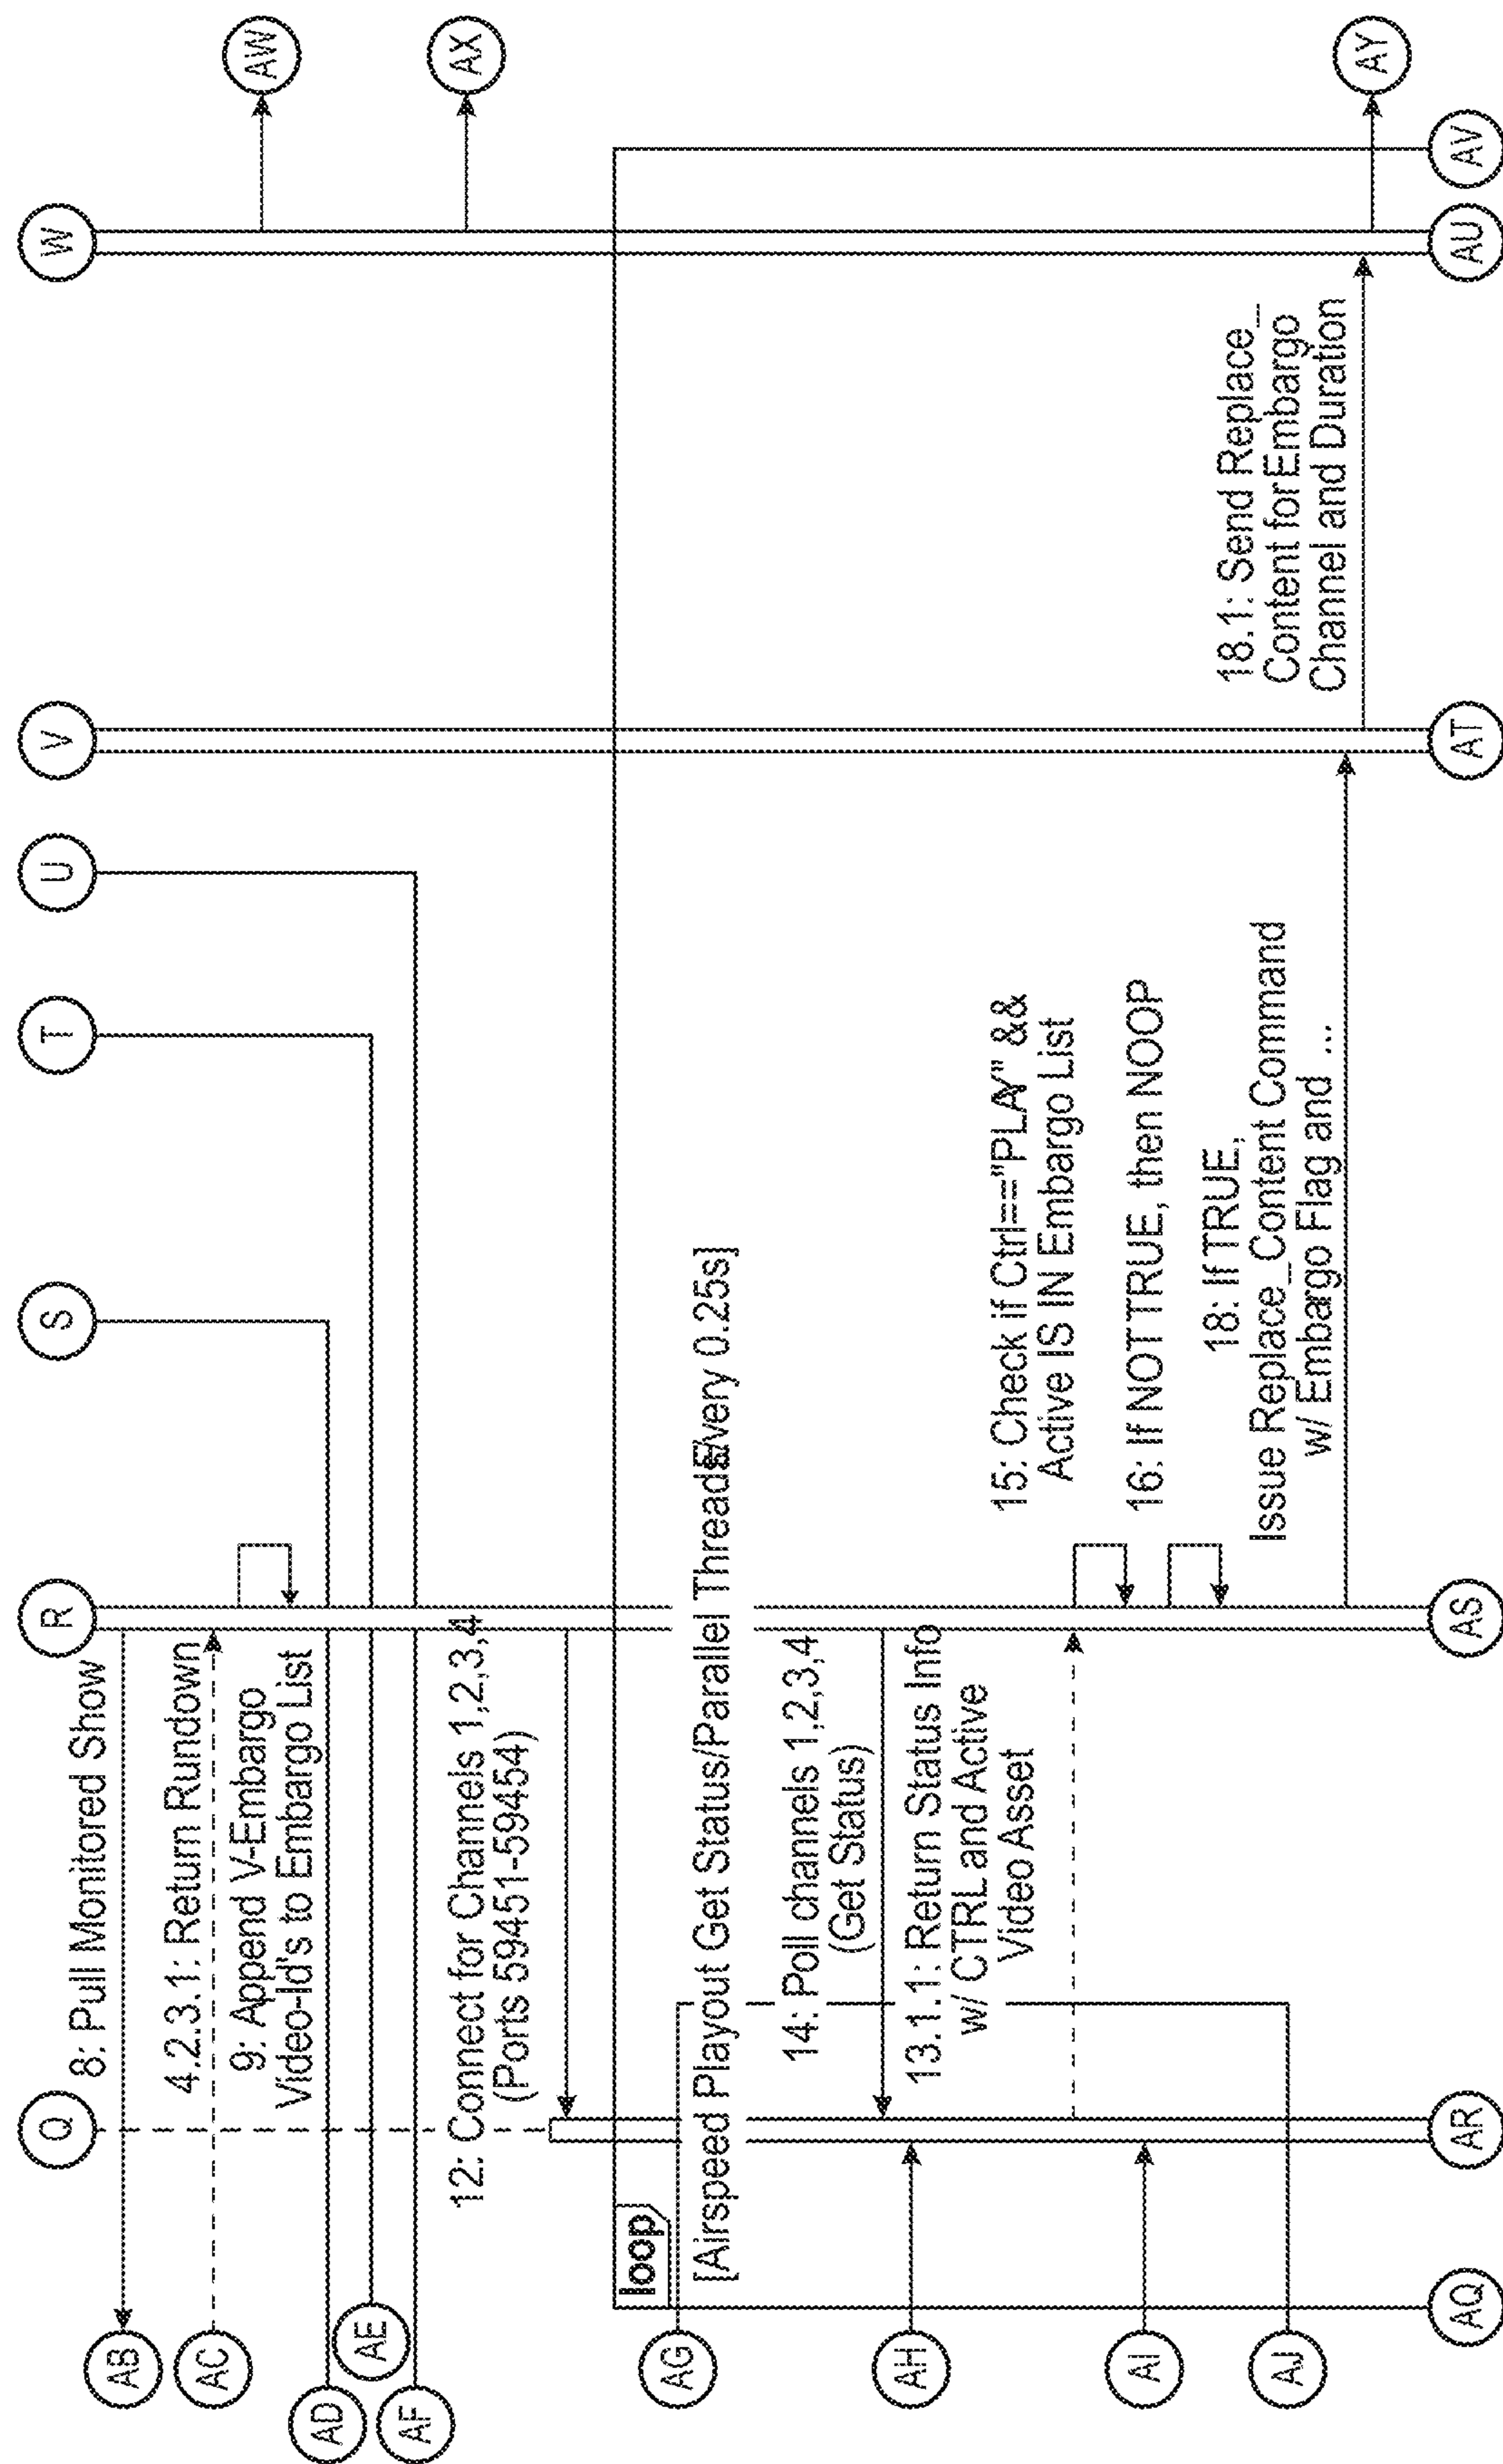 Q
R
S
T
U
V
W
AB
8: Pull Monitored Show
AW
AC
4.2.3.1: Return Rundown
9: Append V-Embargo
Video-Id's to Embargo List
AD
AE
AF
AX
12: Connect for Channels 1,2,3,4
(Ports 59451-59454)
loop
[Airspeed Playout Get Status/Parallel Threads/Every 0.25s]
AG
14: Poll channels 1,2,3,4
(Get Status)
AH
13.1.1: Return Status Info
w/ CTRL and Active
Video Asset
15: Check if Ctrl=="PLAY" &&
Active IS IN Embargo List
AI
16: If NOT TRUE, then NOOP
18: If TRUE,
Issue Replace_Content Command
w/ Embargo Flag and ...
18.1: Send Replace_
Content for Embargo
Channel and Duration
AJ
AY
AQ
AR
AS
AT
AU
AV